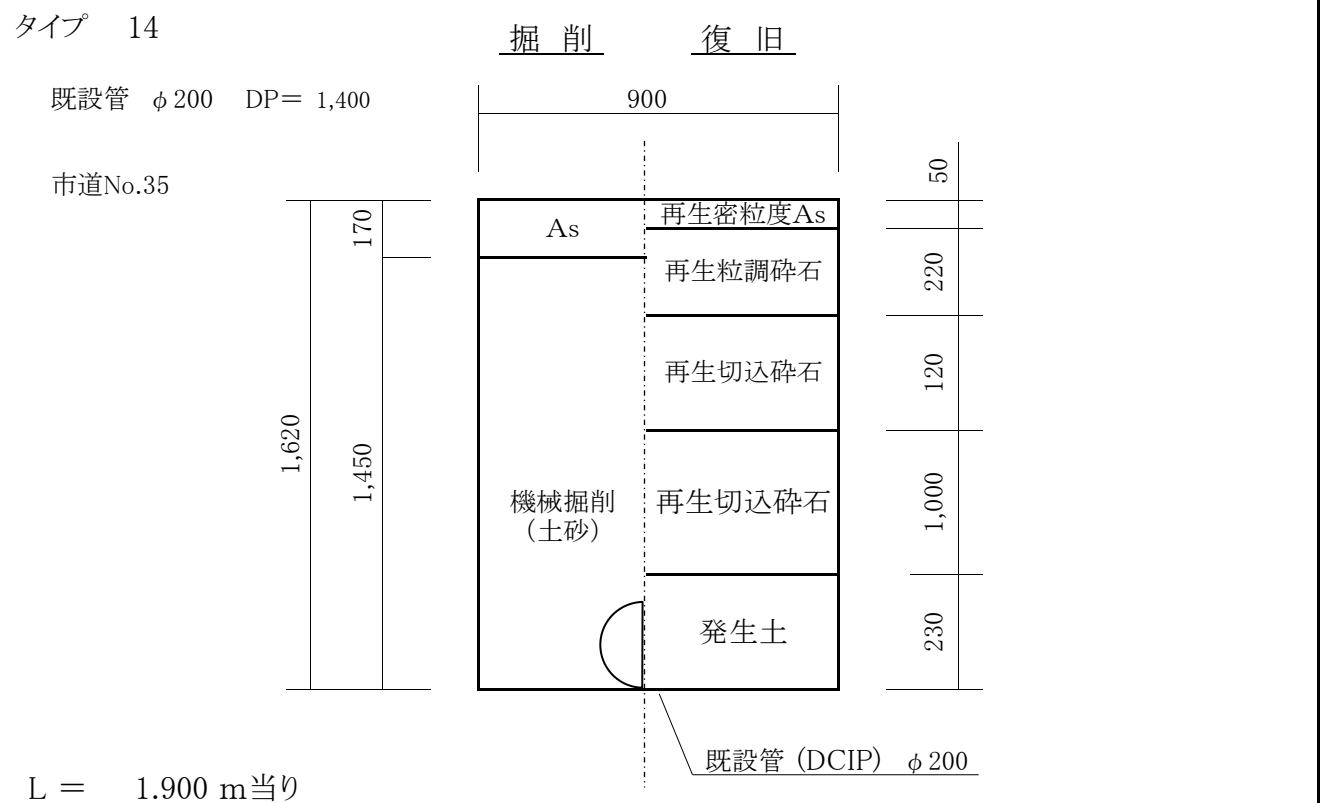 タイプ 14
掘 削 復 旧
既設管 φ200 DP= 1,400
900
市道No.35
50
170
As
再生密粒度As
再生粒調砕石
220
再生切込砕石
120
1,620
1,450
機械掘削
(土砂)
再生切込砕石
1,000
発生土
230
既設管 (DCIP) φ200
L = 1.900 m当り